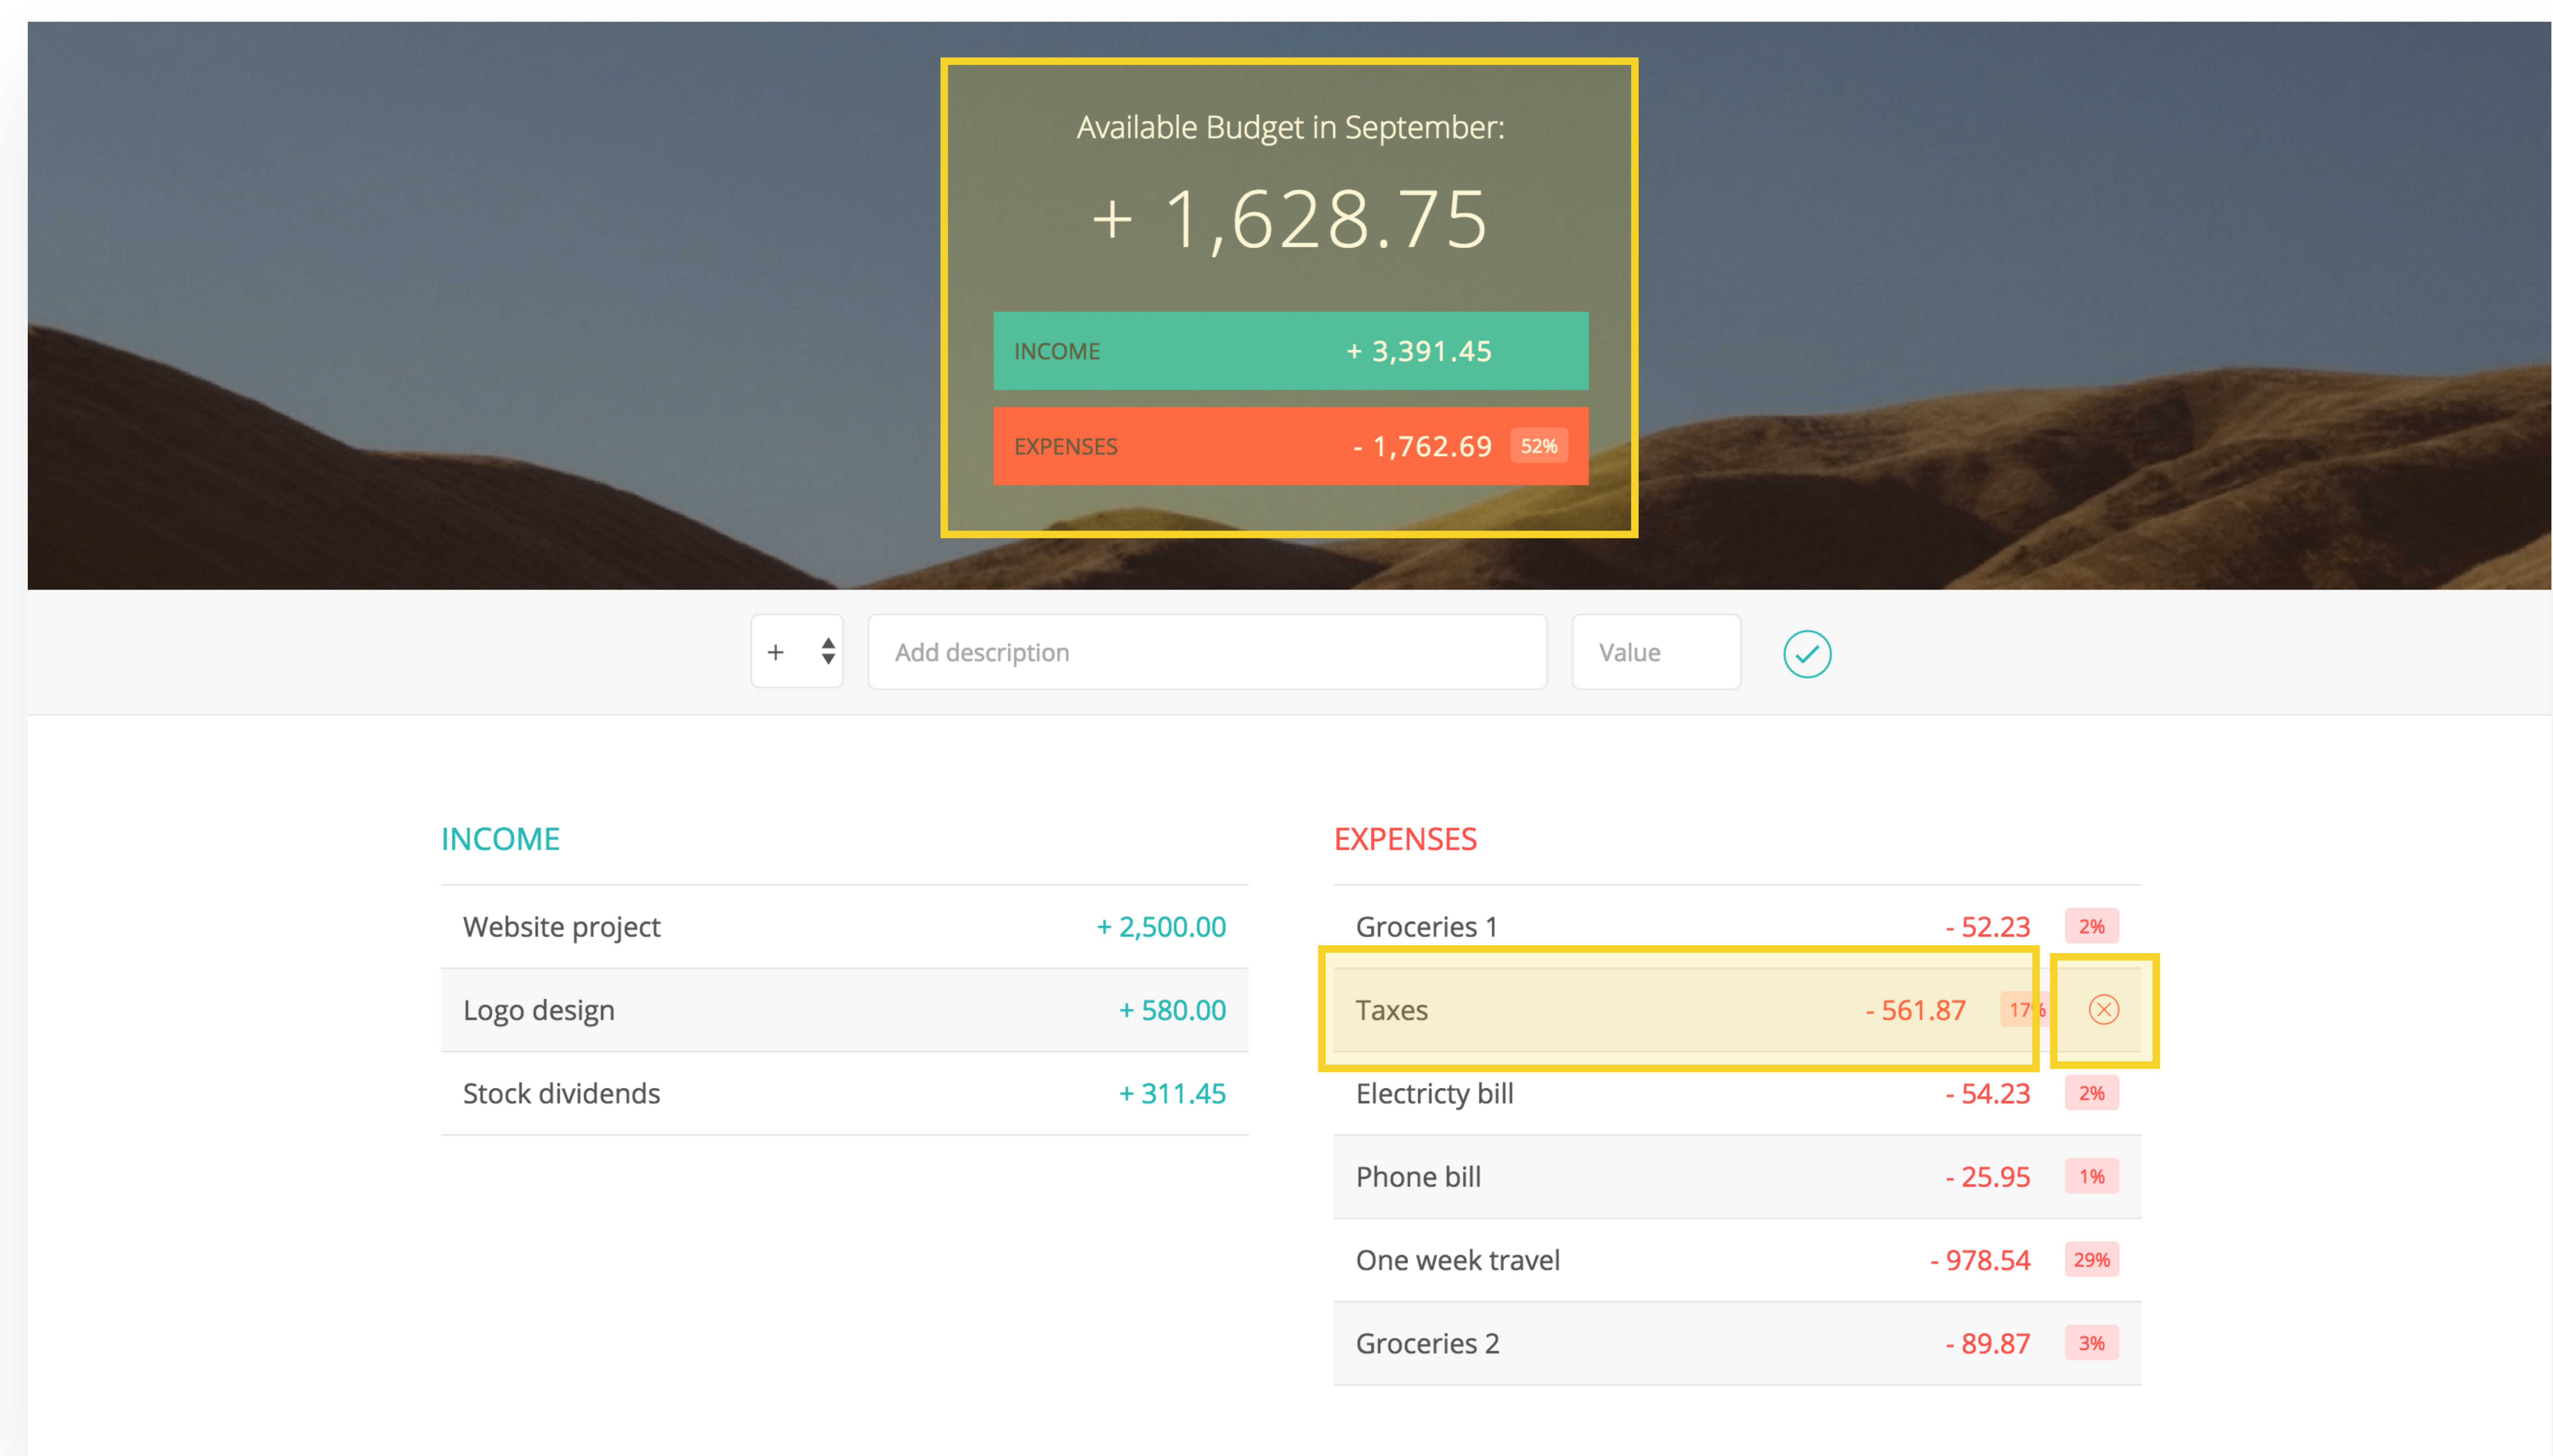 Available Budget in September:
+ 1,628.75
INCOME + 3,391.45
EXPENSES - 1,762.69 52%
+ Add description Value
INCOME
Website project + 2,500.00
Logo design + 580.00
Stock dividends + 311.45
EXPENSES
Groceries 1 - 52.23 2%
Taxes - 561.87 17%
Electricty bill - 54.23 2%
Phone bill - 25.95 1%
One week travel - 978.54 29%
Groceries 2 - 89.87 3%